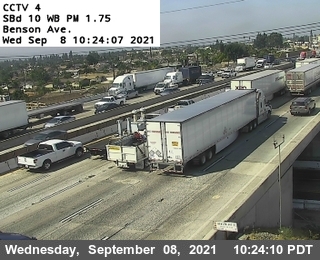 CCTV 4
SBd 10 WB PM 1.75
Benson Ave.
Wed Sep 8 10:24:07 2021
Wednesday, September 08, 2021 10:24:10 PDT